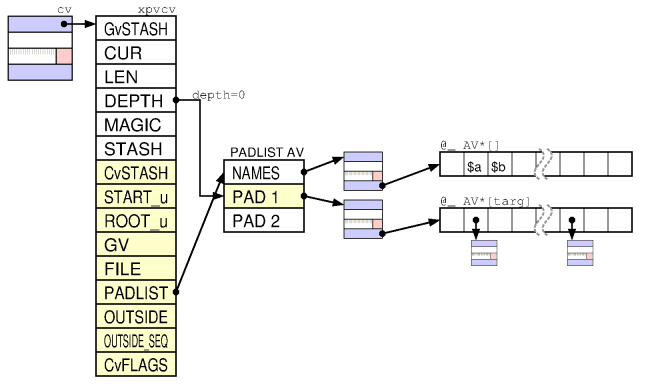 cv
xpvcv
GvSTASH
CUR
LEN
DEPTH
depth=0
MAGIC
STASH
CvSTASH
START_u
ROOT_u
GV
FILE
PADLIST
OUTSIDE
OUTSIDE_SEQ
CvFLAGS
PADLIST AV
NAMES
PAD 1
PAD 2
@_ AV*[]
$a $b
@_ AV*[targ]